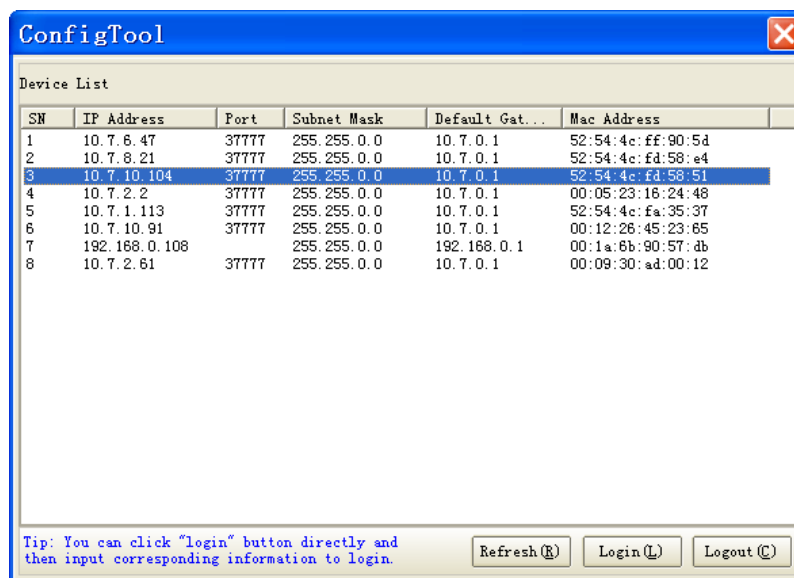 ConfigTool
Device List
SN IP Address Port Subnet Mask Default Gat... Mac Address
1 10.7.6.47 37777 255.255.0.0 10.7.0.1 52:54:4c:ff:90:5d
2 10.7.8.21 37777 255.255.0.0 10.7.0.1 52:54:4c:fd:58:e4
3 10.7.10.104 37777 255.255.0.0 10.7.0.1 52:54:4c:fd:58:51
4 10.7.2.2 37777 255.255.0.0 10.7.0.1 00:05:23:16:24:48
5 10.7.1.113 37777 255.255.0.0 10.7.0.1 52:54:4c:fa:35:37
6 10.7.10.91 37777 255.255.0.0 10.7.0.1 00:12:26:45:23:65
7 192.168.0.108 255.255.0.0 192.168.0.1 00:1a:6b:90:57:db
8 10.7.2.61 37777 255.255.0.0 10.7.0.1 00:09:30:ad:00:12
Tip: You can click "login" button directly and
then input corresponding information to login.
Refresh(R) Login(L) Logout(C)